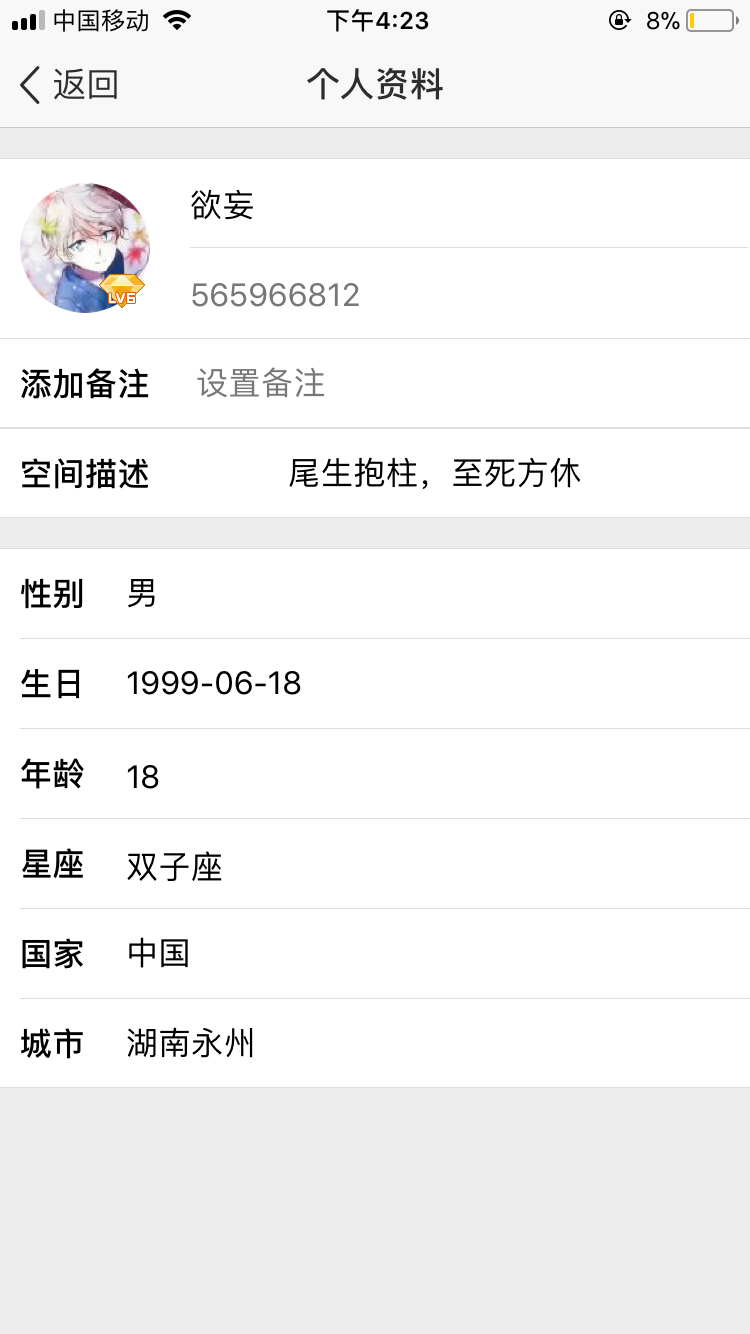 中国移动 下午4:23 8%
返回 个人资料
欲妄
LV6
565966812
添加备注 设置备注
空间描述 尾生抱柱，至死方休
性别 男
生日 1999-06-18
年龄 18
星座 双子座
国家 中国
城市 湖南永州